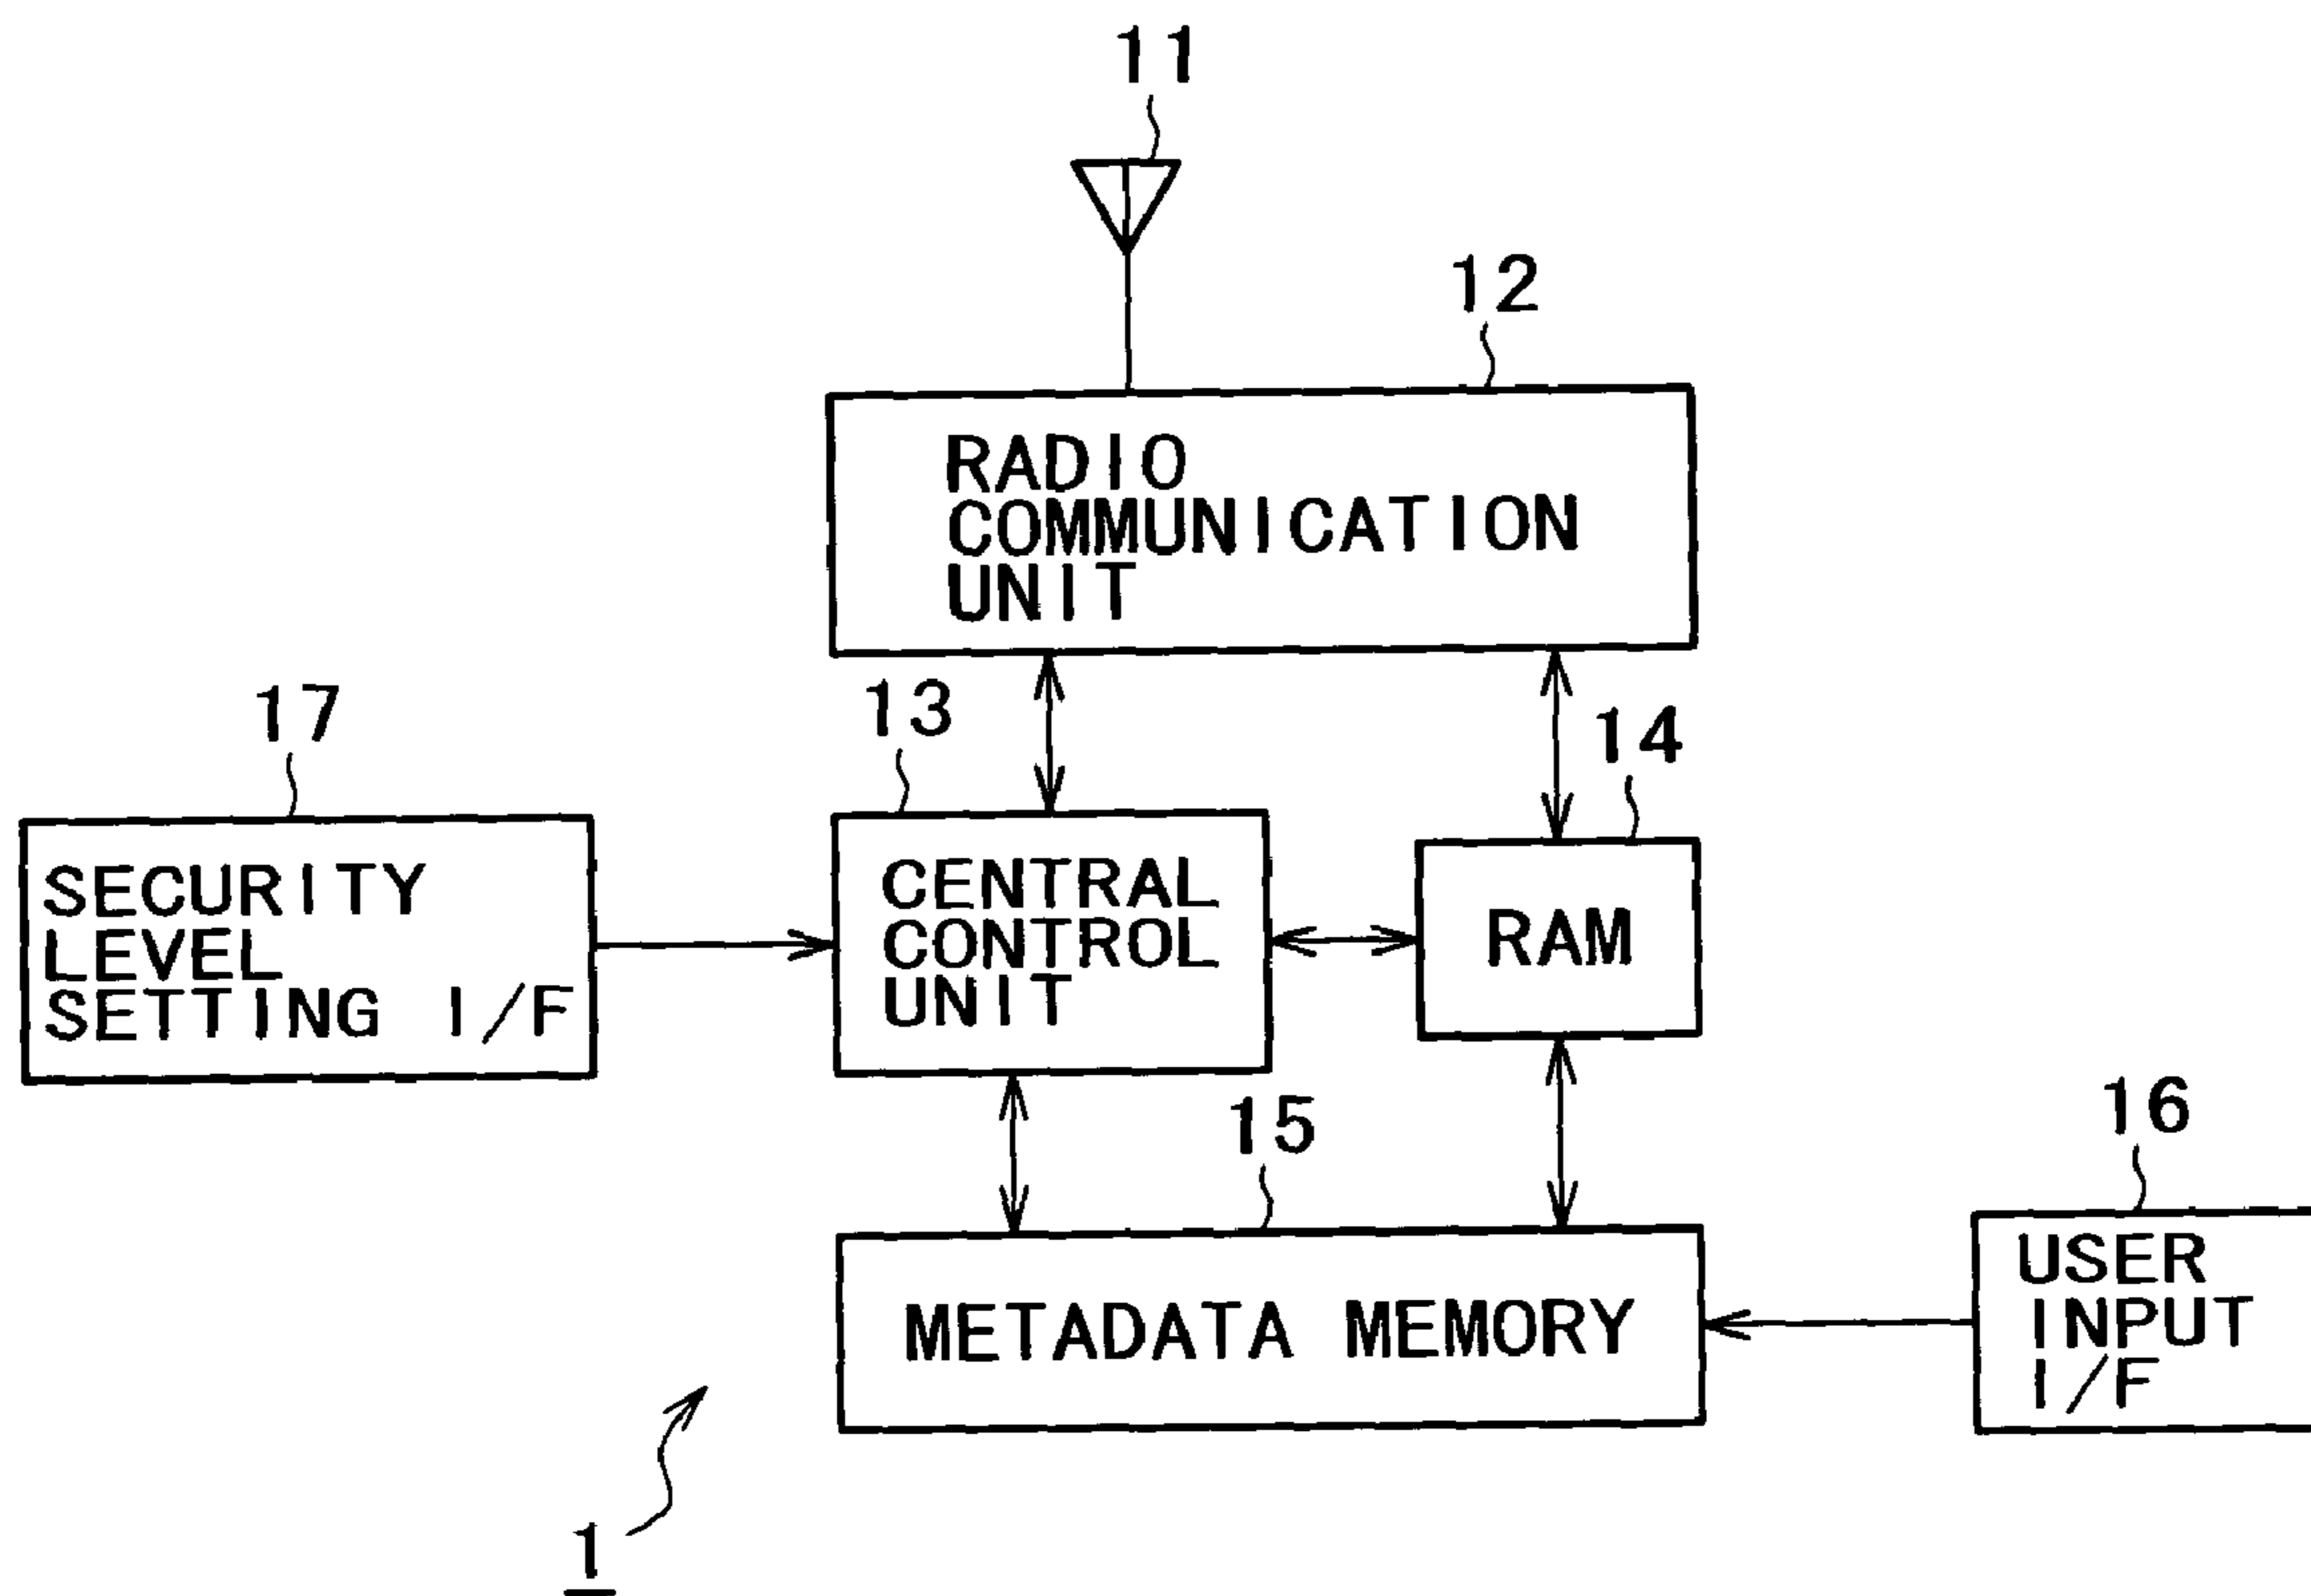 11
12
RADIO
COMMUNICATION
UNIT
17
13
14
SECURITY
LEVEL
SETTING I/F
CENTRAL
CONTROL
UNIT
RAM
15
16
METADATA MEMORY
USER
INPUT
I/F
1